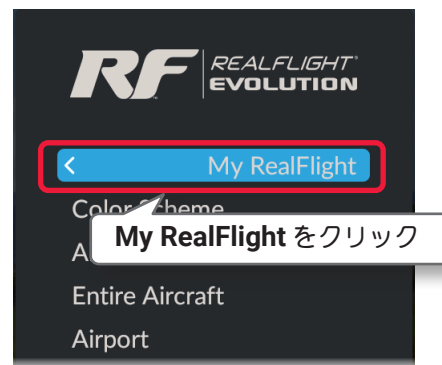 RF REALFLIGHT
EVOLUTION
< My RealFlight
Color Scheme
My RealFlight をクリック
A
Entire Aircraft
Airport